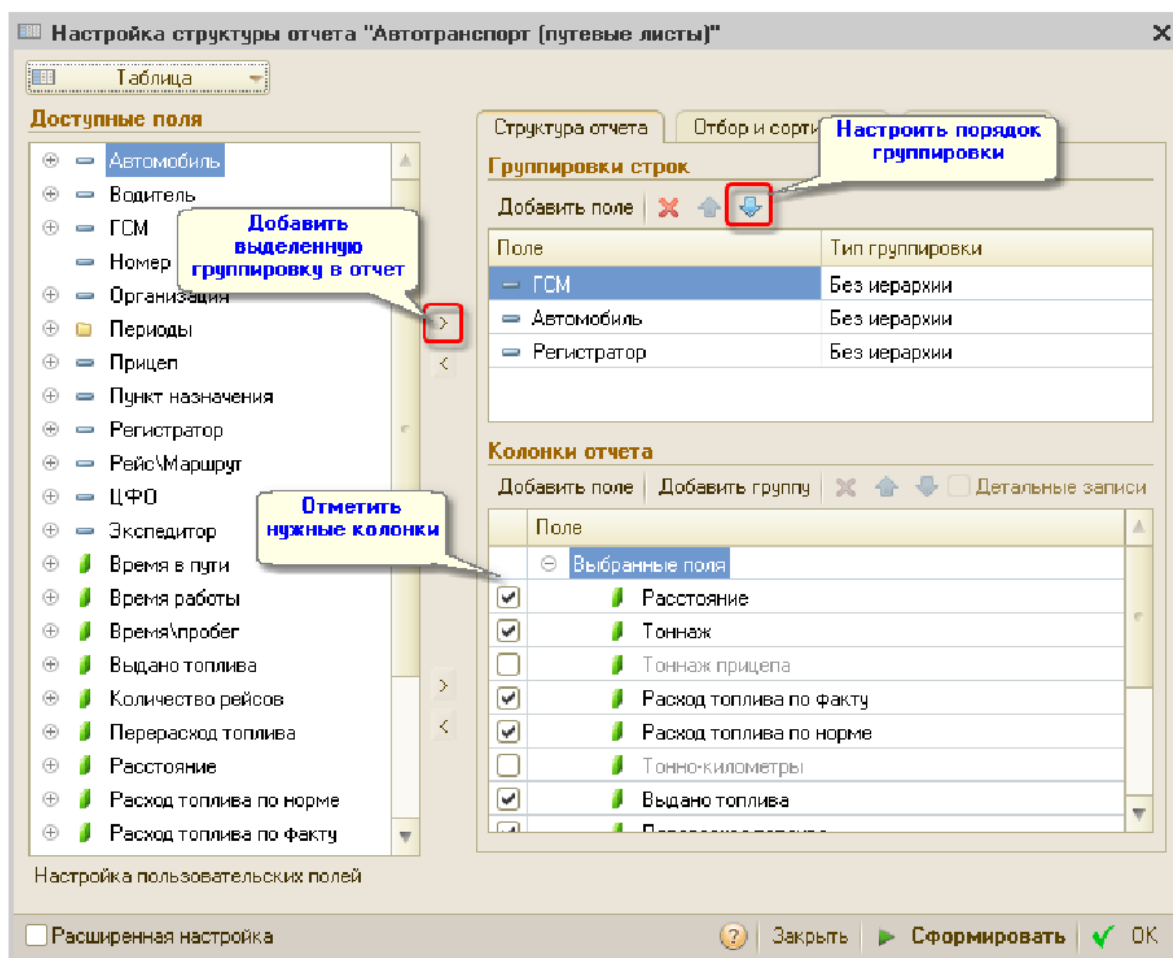 Настройка структуры отчета "Автотранспорт (путевые листы)"
Таблица
Доступные поля
Автомобиль
Водитель
ГСМ
Номер
Организация
Периоды
Прицеп
Пункт назначения
Регистратор
Рейс\Маршрут
ЦФО
Экспедитор
Время в пути
Время работы
Время\пробег
Выдано топлива
Количество рейсов
Перерасход топлива
Расстояние
Расход топлива по норме
Расход топлива по факту
Настройка пользовательских полей
Добавить
выделенную
группировку в отчет
Структура отчета
Отбор и сорти
Настроить порядок
группировки
Группировки строк
Добавить поле
Поле Тип группировки
ГСМ Без иерархии
Автомобиль Без иерархии
Регистратор Без иерархии
Колонки отчета
Добавить поле Добавить группу Детальные записи
Отметить
нужные колонки
Поле
Выбранные поля
Расстояние
Тоннаж
Тоннаж прицепа
Расход топлива по факту
Расход топлива по норме
Тонно-километры
Выдано топлива
Расширенная настройка
Закрыть Сформировать OK